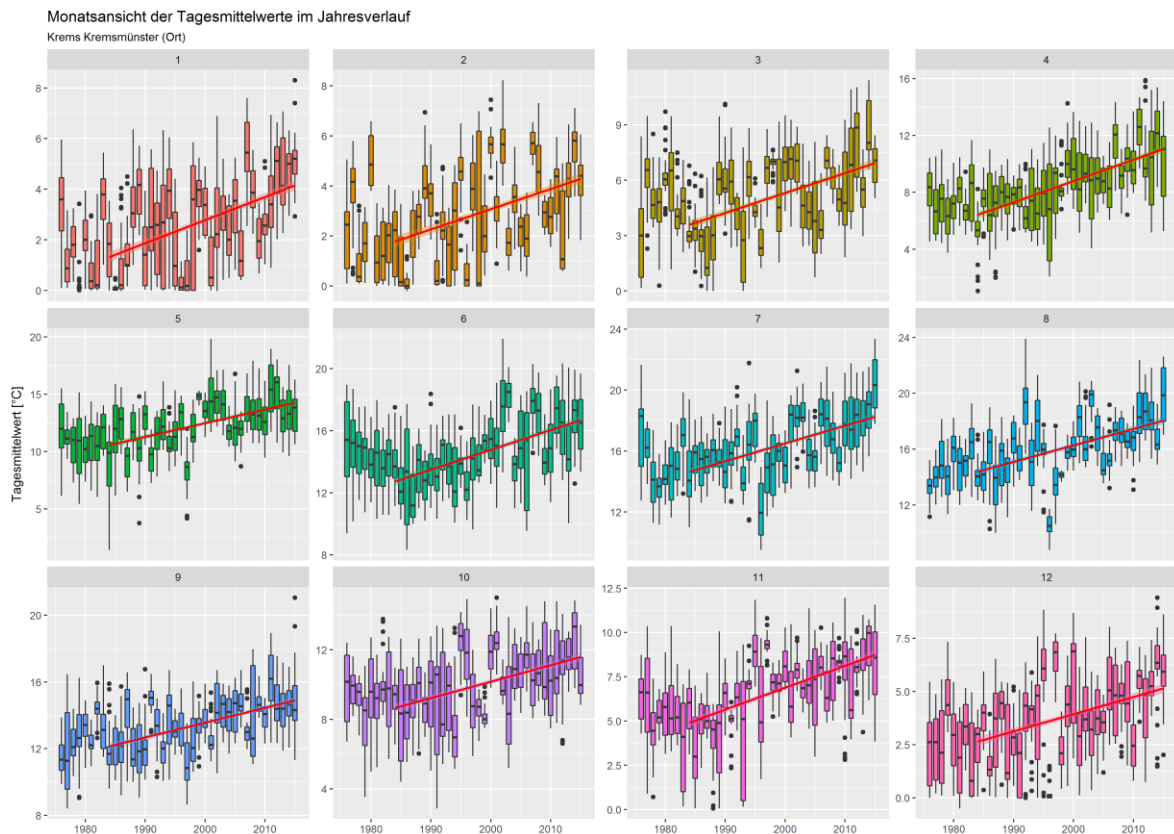 Monatsansicht der Tagesmittelwerte im Jahresverlauf
Krems Kremsmünster (Ort)
1 2 3 4
8 8 9 16
6 6 6 12
4 4 3 8
2 2 0 4
0 0
5 6 7 8
20 20 24 24
15 16 20 20
10 12 16 16
5 8 12 12
Tagesmittelwert [°C]
9 10 11 12
20 12 12.5 7.5
16 8 10.0 5.0
12 4 7.5 2.5
8 5.0 0.0
2.5
0.0
1980 1990 2000 2010 1980 1990 2000 2010 1980 1990 2000 2010 1980 1990 2000 2010